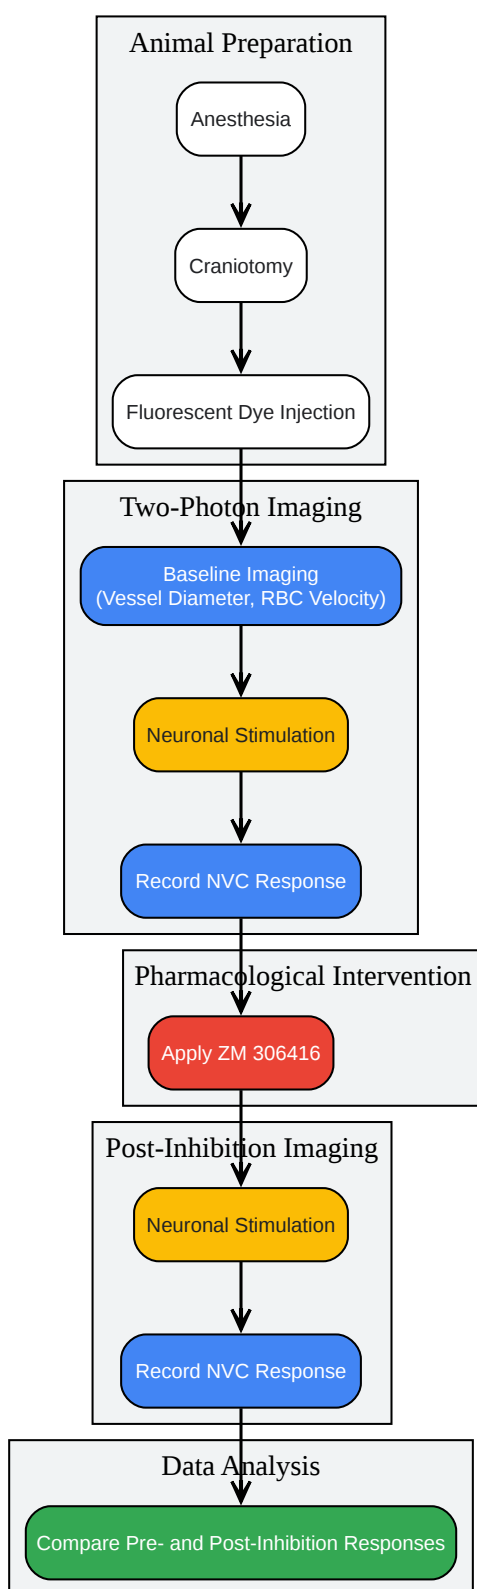 Animal Preparation
Anesthesia
Craniotomy
Fluorescent Dye Injection
Two-Photon Imaging
Baseline Imaging
(Vessel Diameter, RBC Velocity)
Neuronal Stimulation
Record NVC Response
Pharmacological Intervention
Apply ZM 306416
Post-Inhibition Imaging
Neuronal Stimulation
Record NVC Response
Data Analysis
Compare Pre- and Post-Inhibition Responses